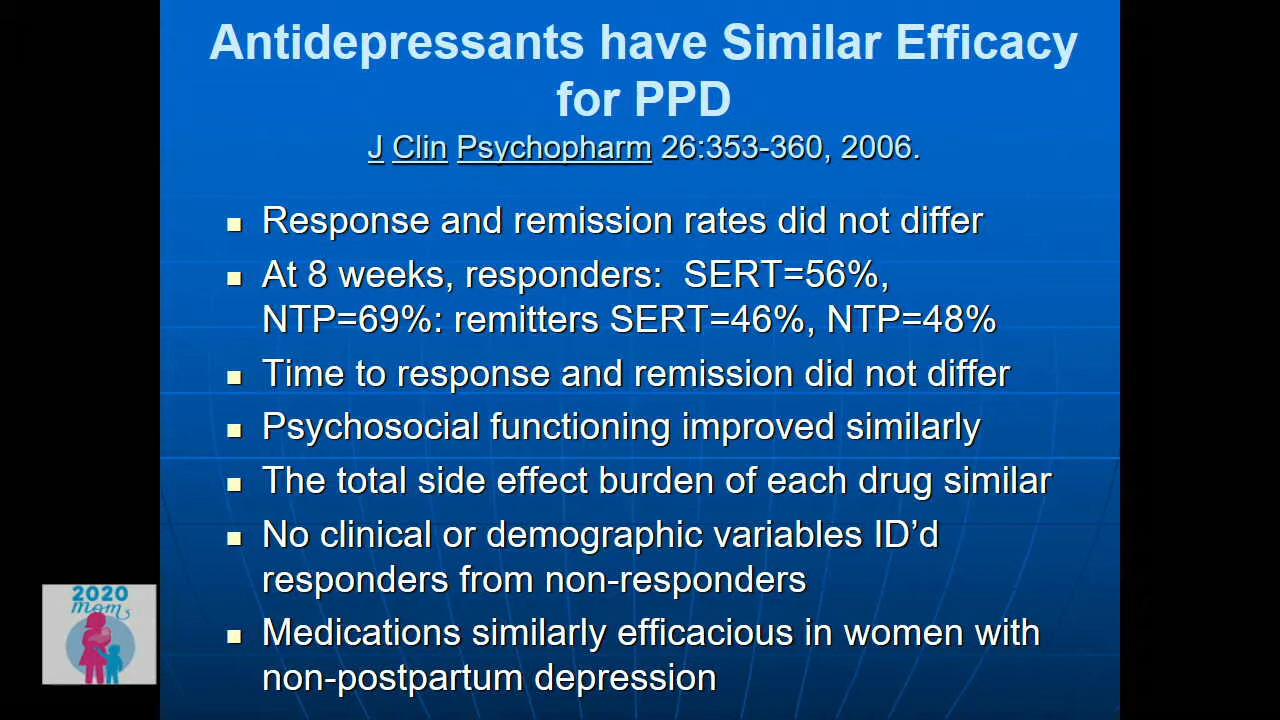 Antidepressants have Similar Efficacy
for PPD
J Clin Psychopharm 26:353-360, 2006.
Response and remission rates did not differ
At 8 weeks, responders:  SERT=56%,
NTP=69%: remitters SERT=46%, NTP=48%
Time to response and remission did not differ
Psychosocial functioning improved similarly
The total side effect burden of each drug similar
No clinical or demographic variables ID’d
responders from non-responders
Medications similarly efficacious in women with
non-postpartum depression
2020
moms